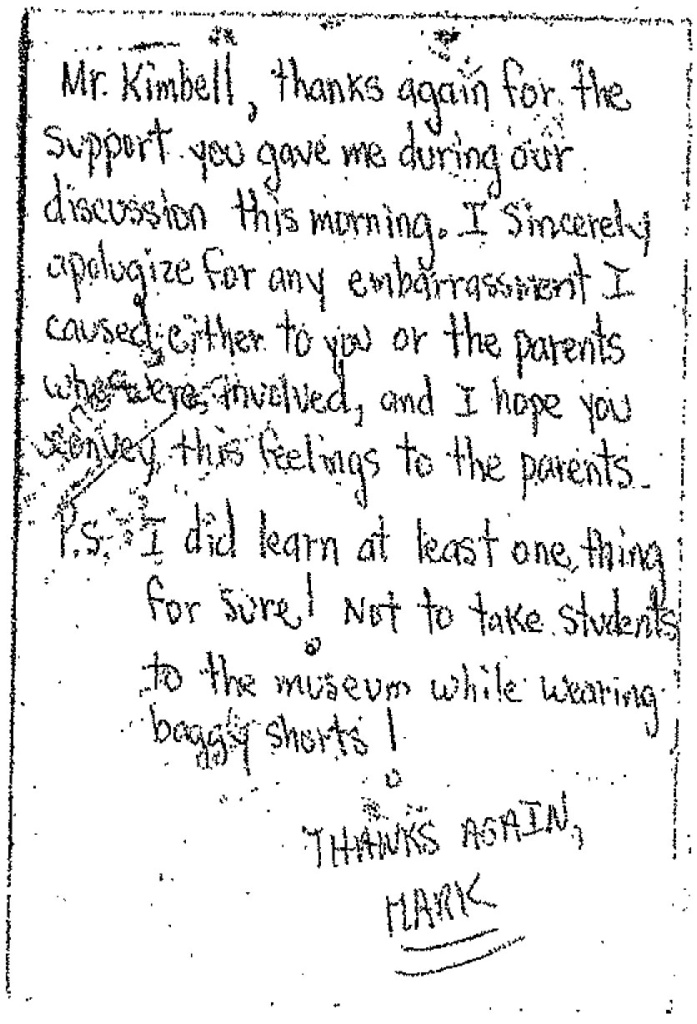 Mr. Kimbell, thanks again for the
support you gave me during our
discussion this morning. I sincerely
apologize for any embarrassment I
caused either to you or the parents
who were involved, and I hope you
convey this feelings to the parents.
P.S. I did learn at least one thing
for sure! Not to take students
to the museum while wearing
baggy shorts!
THANKS AGAIN,
MARK